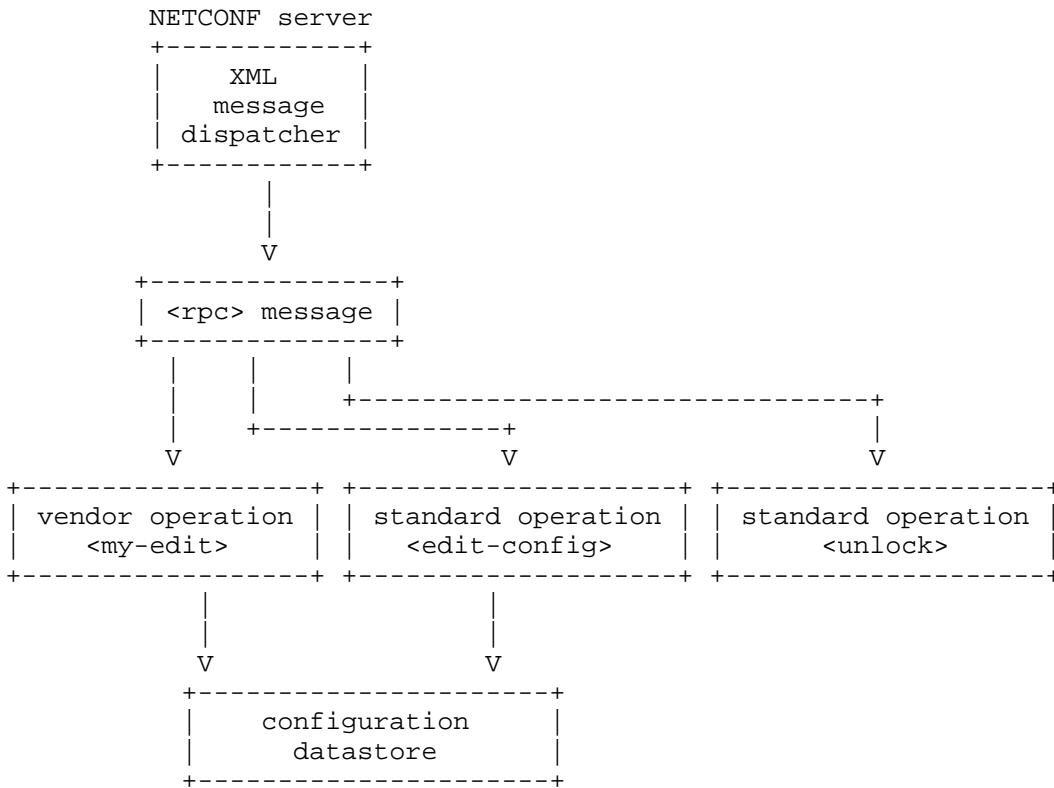 NETCONF server
XML
message
dispatcher
<rpc> message
vendor operation
<my-edit>
standard operation
<edit-config>
standard operation
<unlock>
configuration
datastore